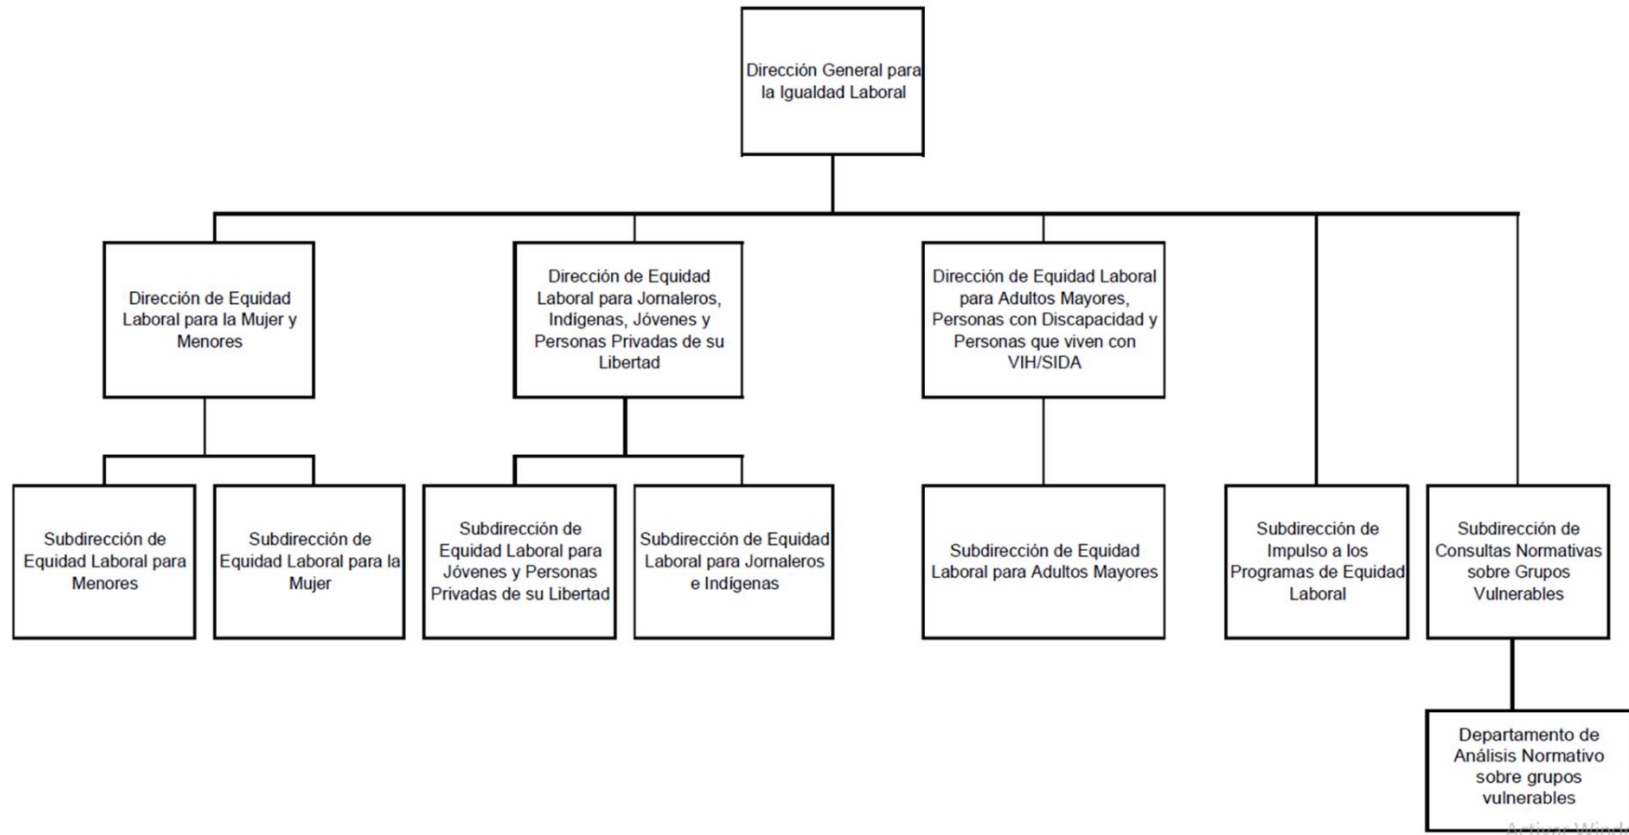 Dirección General para
la Igualdad Laboral
Dirección de Equidad
Laboral para la Mujer y
Menores
Dirección de Equidad
Laboral para Jornaleros,
Indígenas, Jóvenes y
Personas Privadas de su
Libertad
Dirección de Equidad Laboral
para Adultos Mayores,
Personas con Discapacidad y
Personas que viven con
VIH/SIDA
Subdirección de
Equidad Laboral para
Menores
Subdirección de
Equidad Laboral para la
Mujer
Subdirección de
Equidad Laboral para
Jóvenes y Personas
Privadas de su Libertad
Subdirección de Equidad
Laboral para Jornaleros
e Indígenas
Subdirección de Equidad
Laboral para Adultos Mayores
Subdirección de
Impulso a los
Programas de Equidad
Laboral
Subdirección de
Consultas Normativas
sobre Grupos
Vulnerables
Departamento de
Análisis Normativo
sobre grupos
vulnerables